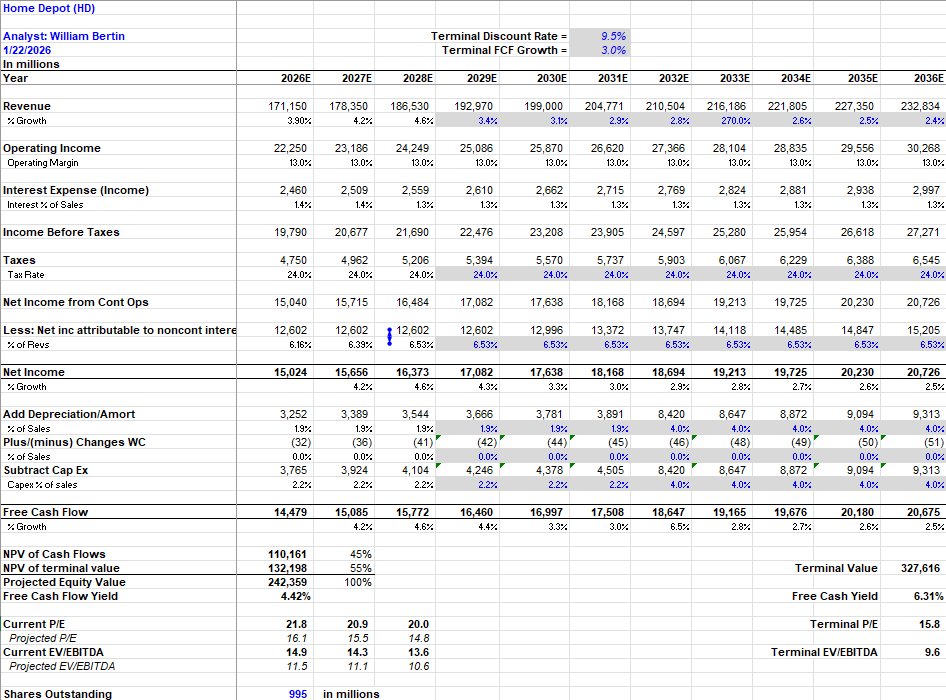 Home Depot (HD)
Analyst: William Bertin Terminal Discount Rate = 9.5%
1/22/2026 Terminal FCF Growth = 3.0%
In millions
Year 2026E 2027E 2028E 2029E 2030E 2031E 2032E 2033E 2034E 2035E 2036E
Revenue 171,150 178,350 186,530 192,970 199,000 204,771 210,504 216,186 221,805 227,350 232,834
% Growth 3.90% 4.2% 4.6% 3.4% 3.1% 2.9% 2.8% 270.0% 2.6% 2.5% 2.4%
Operating Income 22,250 23,186 24,249 25,086 25,870 26,620 27,366 28,104 28,835 29,556 30,268
Operating Margin 13.0% 13.0% 13.0% 13.0% 13.0% 13.0% 13.0% 13.0% 13.0% 13.0% 13.0%
Interest Expense (Income) 2,460 2,509 2,559 2,610 2,662 2,715 2,769 2,824 2,881 2,938 2,997
Interest % of Sales 1.4% 1.4% 1.3% 1.3% 1.3% 1.3% 1.3% 1.3% 1.3% 1.3% 1.3%
Income Before Taxes 19,790 20,677 21,690 22,476 23,208 23,905 24,597 25,280 25,954 26,618 27,271
Taxes 4,750 4,962 5,206 5,394 5,570 5,737 5,903 6,067 6,229 6,388 6,545
Tax Rate 24.0% 24.0% 24.0% 24.0% 24.0% 24.0% 24.0% 24.0% 24.0% 24.0% 24.0%
Net Income from Cont Ops 15,040 15,715 16,484 17,082 17,638 18,168 18,694 19,213 19,725 20,230 20,726
Less: Net inc attributable to noncont intere 12,602 12,602 12,602 12,602 12,996 13,372 13,747 14,118 14,485 14,847 15,205
% of Revs 6.16% 6.39% 6.53% 6.53% 6.53% 6.53% 6.53% 6.53% 6.53% 6.53% 6.53%
Net Income 15,024 15,656 16,373 17,082 17,638 18,168 18,694 19,213 19,725 20,230 20,726
% Growth 4.2% 4.6% 4.3% 3.3% 3.0% 2.9% 2.8% 2.7% 2.6% 2.5%
Add Depreciation/Amort 3,252 3,389 3,544 3,666 3,781 3,891 8,420 8,647 8,872 9,094 9,313
% of Sales 1.9% 1.9% 1.9% 1.9% 1.9% 1.9% 4.0% 4.0% 4.0% 4.0% 4.0%
Plus/(minus) Changes WC (32) (36) (41) (42) (44) (45) (46) (48) (49) (50) (51)
% of Sales 0.0% 0.0% 0.0% 0.0% 0.0% 0.0% 0.0% 0.0% 0.0% 0.0% 0.0%
Subtract Cap Ex 3,765 3,924 4,104 4,246 4,378 4,505 8,420 8,647 8,872 9,094 9,313
Capex % of sales 2.2% 2.2% 2.2% 2.2% 2.2% 2.2% 4.0% 4.0% 4.0% 4.0% 4.0%
Free Cash Flow 14,479 15,085 15,772 16,460 16,997 17,508 18,647 19,165 19,676 20,180 20,675
% Growth 4.2% 4.6% 4.4% 3.3% 3.0% 6.5% 2.8% 2.7% 2.6% 2.5%
NPV of Cash Flows 110,161 45%
NPV of terminal value 132,198 55% Terminal Value 327,616
Projected Equity Value 242,359 100%
Free Cash Flow Yield 4.42% Free Cash Yield 6.31%
Current P/E 21.8 20.9 20.0 Terminal P/E 15.8
Projected P/E 16.1 15.5 14.8
Current EV/EBITDA 14.9 14.3 13.6 Terminal EV/EBITDA 9.6
Projected EV/EBITDA 11.5 11.1 10.6
Shares Outstanding 995 in millions